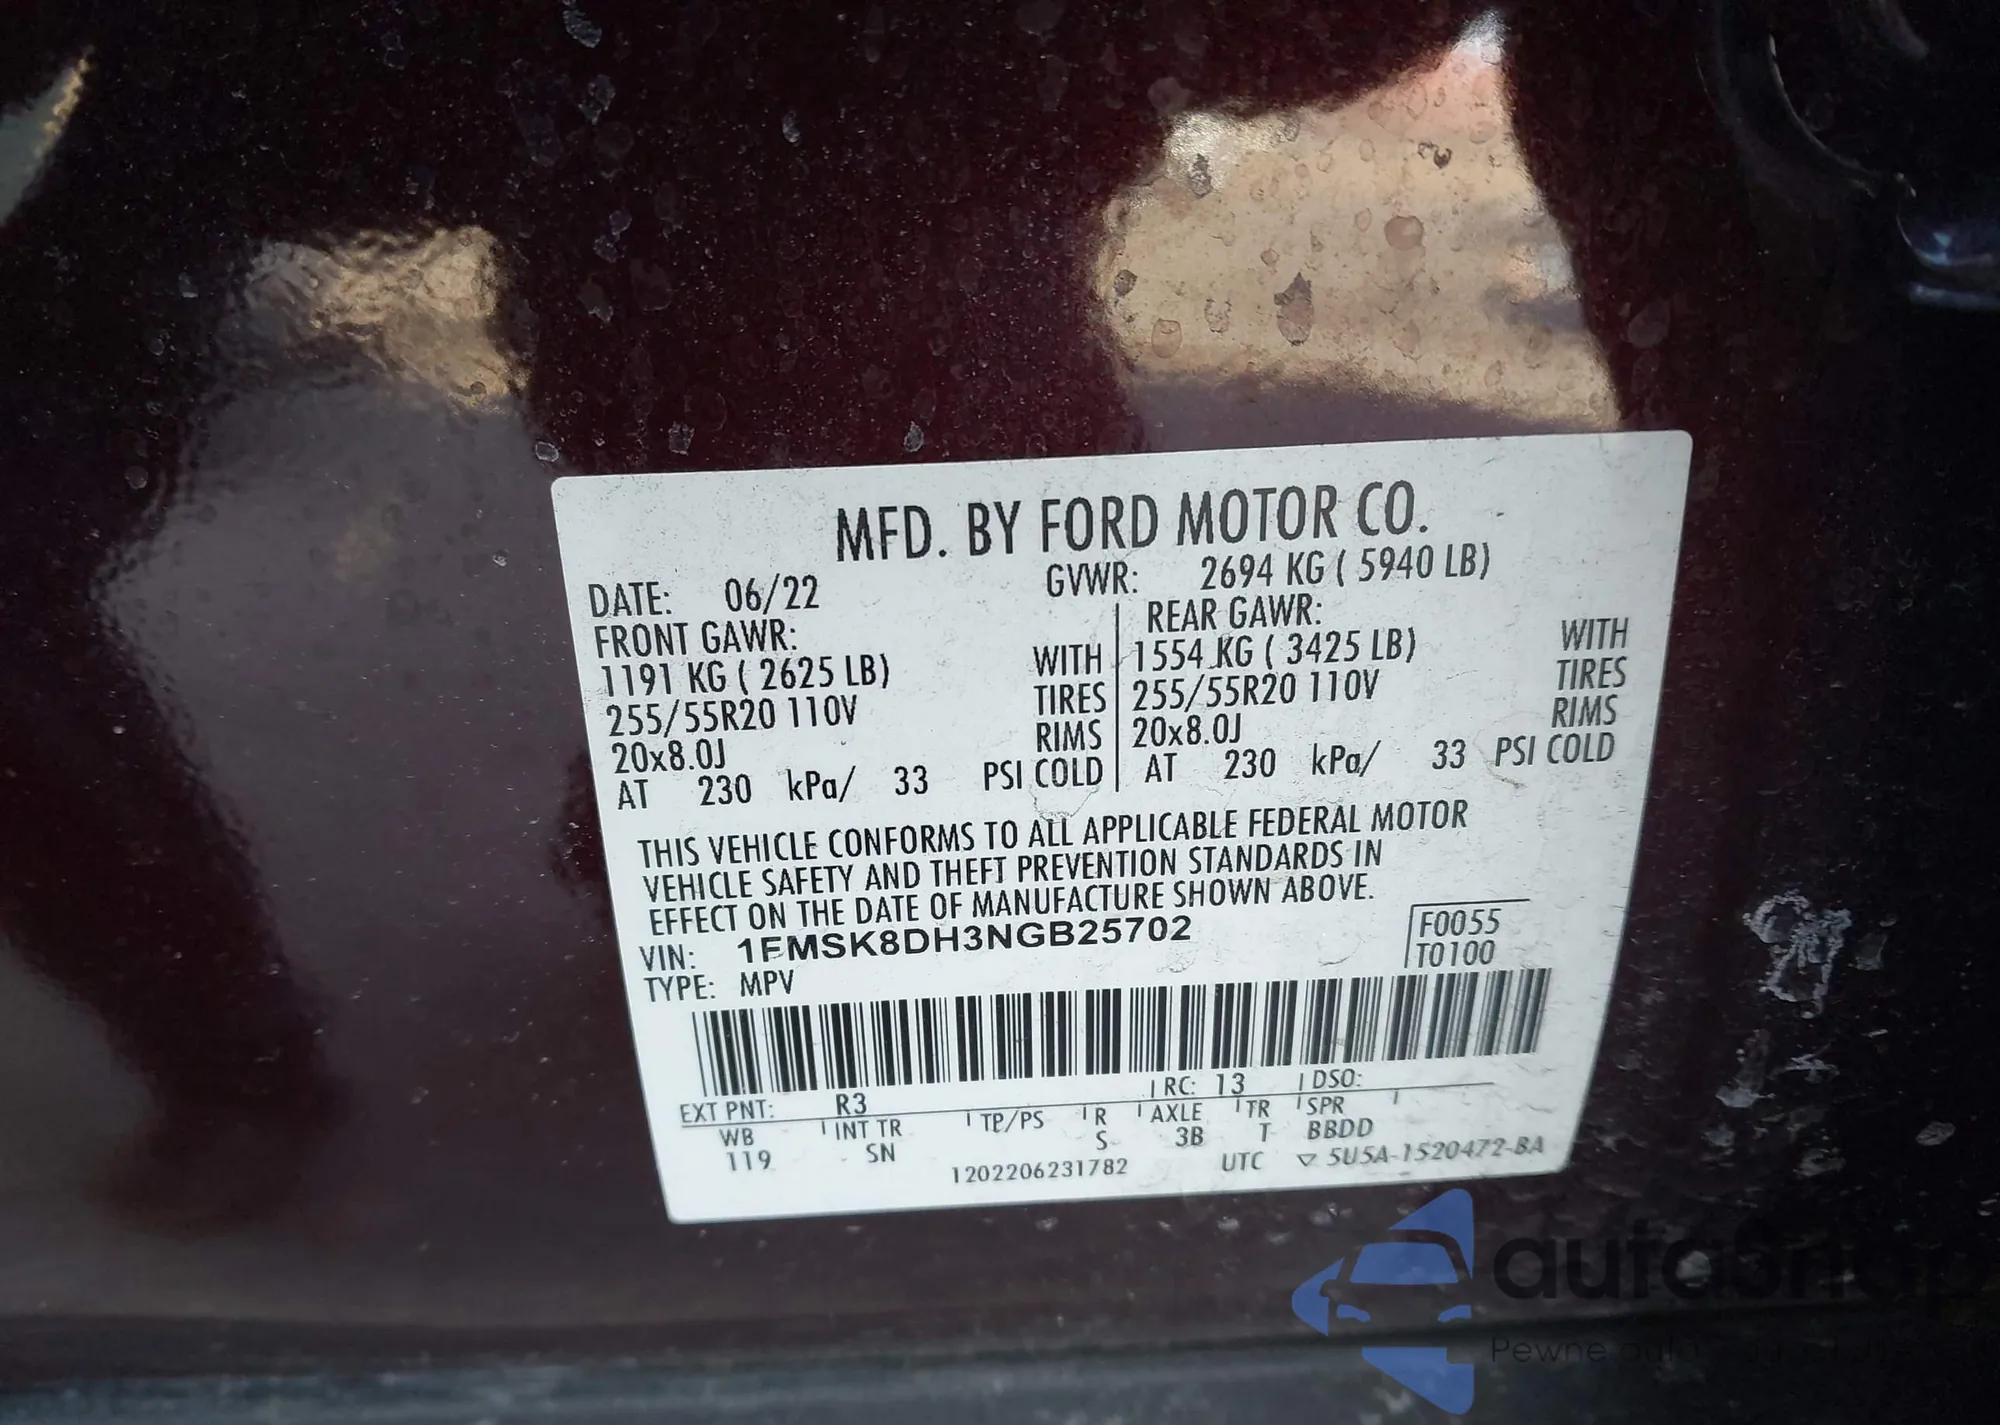 MFD. BY FORD MOTOR CO.
DATE: 06/22 GVWR: 2694 KG ( 5940 LB)
FRONT GAWR: REAR GAWR:
1191 KG ( 2625 LB) WITH 1554 KG ( 3425 LB) WITH
255/55R20 110V TIRES 255/55R20 110V TIRES
20x8.0J RIMS 20x8.0J RIMS
AT 230 kPa/ 33 PSI COLD AT 230 kPa/ 33 PSI COLD
THIS VEHICLE CONFORMS TO ALL APPLICABLE FEDERAL MOTOR
VEHICLE SAFETY AND THEFT PREVENTION STANDARDS IN
EFFECT ON THE DATE OF MANUFACTURE SHOWN ABOVE.
VIN: 1FMSK8DH3NGB25702 F0055
TYPE: MPV T0100
EXT PNT: R3 RC: 13 DSO:
WB INT TR TP/PS R AXLE TR SPR
119 SN S 3B T BBDD
1202206231782 UTC ▽ 5U5A-1520472-BA
autaSnap
Pewne auto